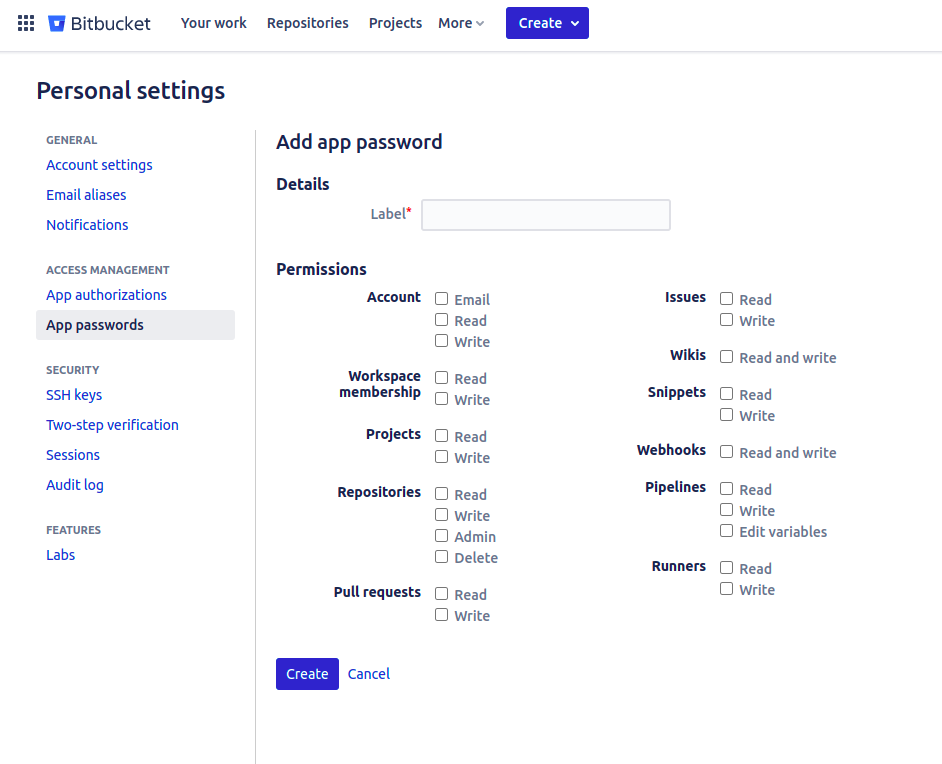 Bitbucket Your work Repositories Projects More Create
Personal settings
GENERAL
Account settings
Email aliases
Notifications
ACCESS MANAGEMENT
App authorizations
App passwords
SECURITY
SSH keys
Two-step verification
Sessions
Audit log
FEATURES
Labs
Add app password
Details
Label*
Permissions
Account
Email
Read
Write
Workspace
membership
Read
Write
Projects
Read
Write
Repositories
Read
Write
Admin
Delete
Pull requests
Read
Write
Issues
Read
Write
Wikis
Read and write
Snippets
Read
Write
Webhooks
Read and write
Pipelines
Read
Write
Edit variables
Runners
Read
Write
Create Cancel